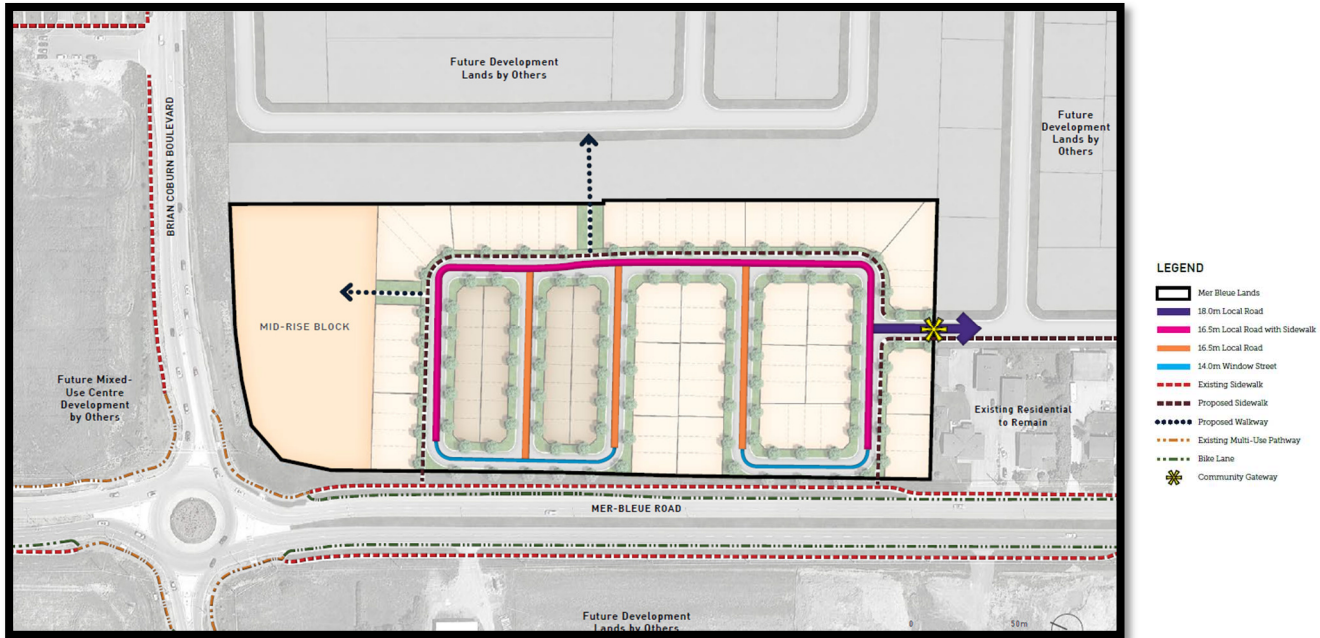 Future Development
Lands by Others
BRIAN COBURN BOULEVARD
Future
Development
Lands by
Others
MID-RISE BLOCK
Future Mixed-
Use Centre
Development
by Others
Existing Residential
to Remain
MER-BLEUE ROAD
Future Development
Lands by Others
0
50m
LEGEND
Mer Bleue Lands
18.0m Local Road
16.5m Local Road with Sidewalk
16.5m Local Road
14.0m Window Street
Existing Sidewalk
Proposed Sidewalk
Proposed Walkway
Existing Multi-Use Pathway
Bike Lane
Community Gateway